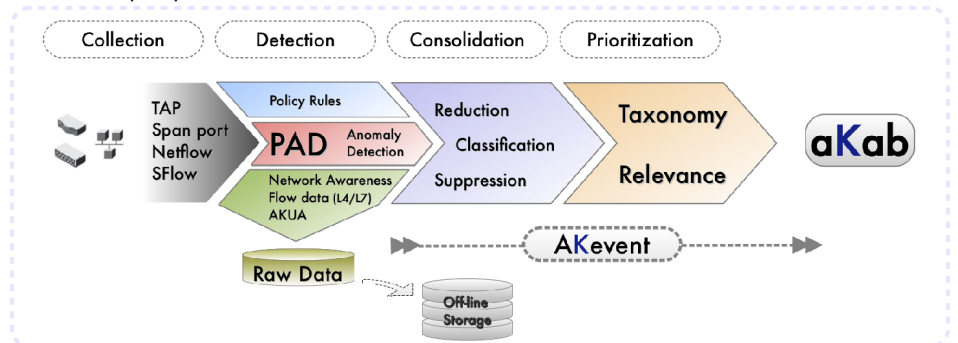 Collection
Detection
Consolidation
Prioritization
TAP
Span port
Netflow
SFlow
Policy Rules
PAD
Anomaly
Detection
Network Awareness
Flow data (L4/L7)
AKUA
Reduction
Classification
Suppression
Taxonomy
Relevance
aKab
AKevent
Raw Data
Off-line
Storage